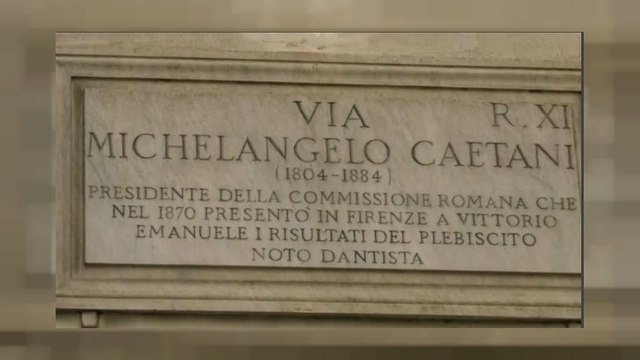 VIA R. XI
MICHELANGELO CAETANI
(1804-1884)
PRESIDENTE DELLA COMMISSIONE ROMANA CHE
NEL 1870 PRESENTO' IN FIRENZE A VITTORIO
EMANUELE I RISULTATI DEL PLEBISCITO
NOTO DANTISTA